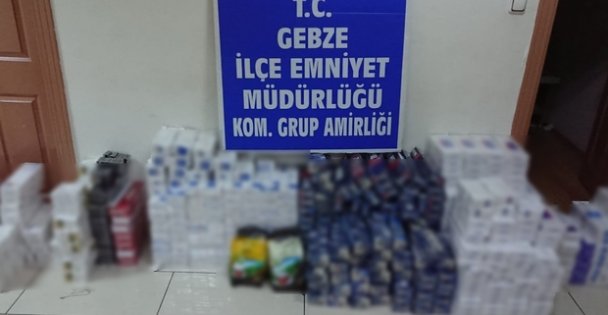 T.C.
GEBZE
İLÇE EMNİYET
MÜDÜRLÜĞÜ
KOM. GRUP AMİRLİĞİ